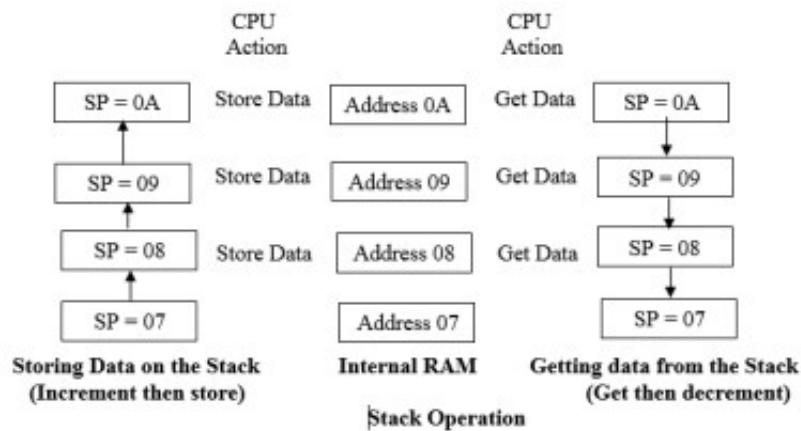 CPU Action CPU Action
SP = 0A Store Data Address 0A Get Data SP = 0A
SP = 09 Store Data Address 09 Get Data SP = 09
SP = 08 Store Data Address 08 Get Data SP = 08
SP = 07 Address 07 SP = 07
Storing Data on the Stack Internal RAM Getting data from the Stack
(Increment then store) (Get then decrement)
Stack Operation